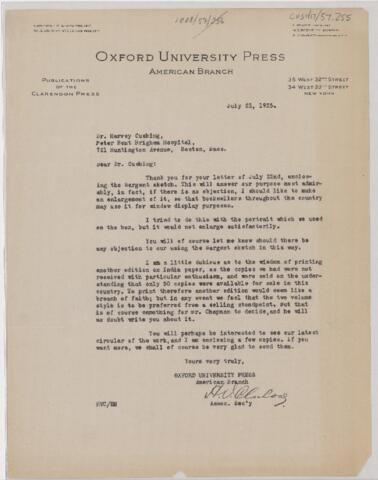 1008/57/255
CUS417/57.255
OXFORD UNIVERSITY PRESS
AMERICAN BRANCH
PUBLICATIONS
OF THE
CLARENDON PRESS
35 WEST 32ND STREET
34 WEST 33RD STREET
NEW YORK
July 23, 1925.
Dr. Harvey Cushing,
Peter Bent Brigham Hospital,
721 Huntington Avenue, Boston, Mass.
Dear Dr. Cushing:
Thank you for your letter of July 22nd, enclos-
ing the Sargent sketch. This will answer our purpose most admir-
ably, in fact, if there is no objection, I should like to make
an enlargement of it, so that booksellers throughout the country
may use it for window display purposes.
I tried to do this with the portrait which we used
on the box, but it would not enlarge satisfactorily.
You will of course let me know should there be
any objection to our using the Sargent sketch in this way.
I am a little dubious as to the wisdom of printing
another edition on India paper, as the copies we had were not
received with particular enthusiasm, and were sold on the under-
standing that only 50 copies were available for sale in this
country. To print therefore another edition would seem like a
breach of faith; but in any event we feel that the two volume
style is to be preferred from a selling standpoint. But that
is of course something for Mr. Chapman to decide, and he will
no doubt write you about it.
You will perhaps be interested to see our latest
circular of the work, and I am enclosing a few copies. If you
want more, we shall of course be very glad to send them.
Yours very truly,
OXFORD UNIVERSITY PRESS
American Branch
Assoc. Sec'y